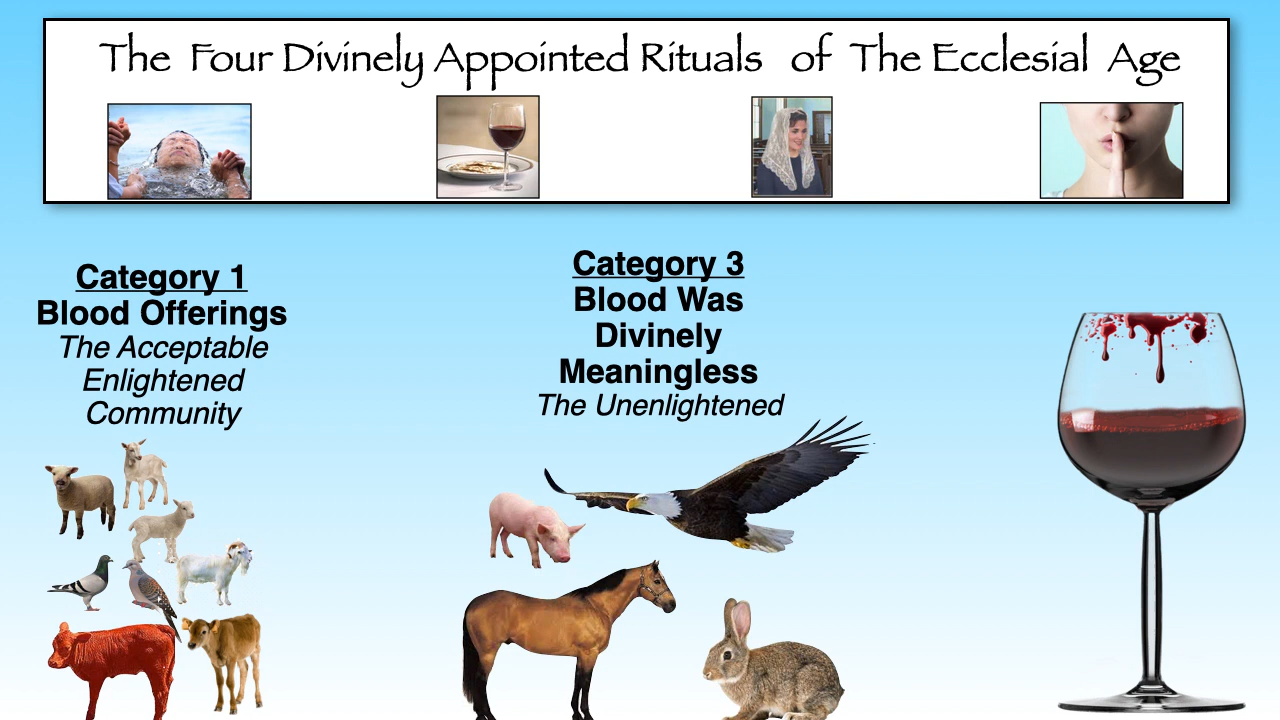 The Four Divinely Appointed Rituals of The Ecclesial Age
Category 1
Blood Offerings
The Acceptable
Enlightened
Community
Category 3
Blood Was
Divinely
Meaningless
The Unenlightened